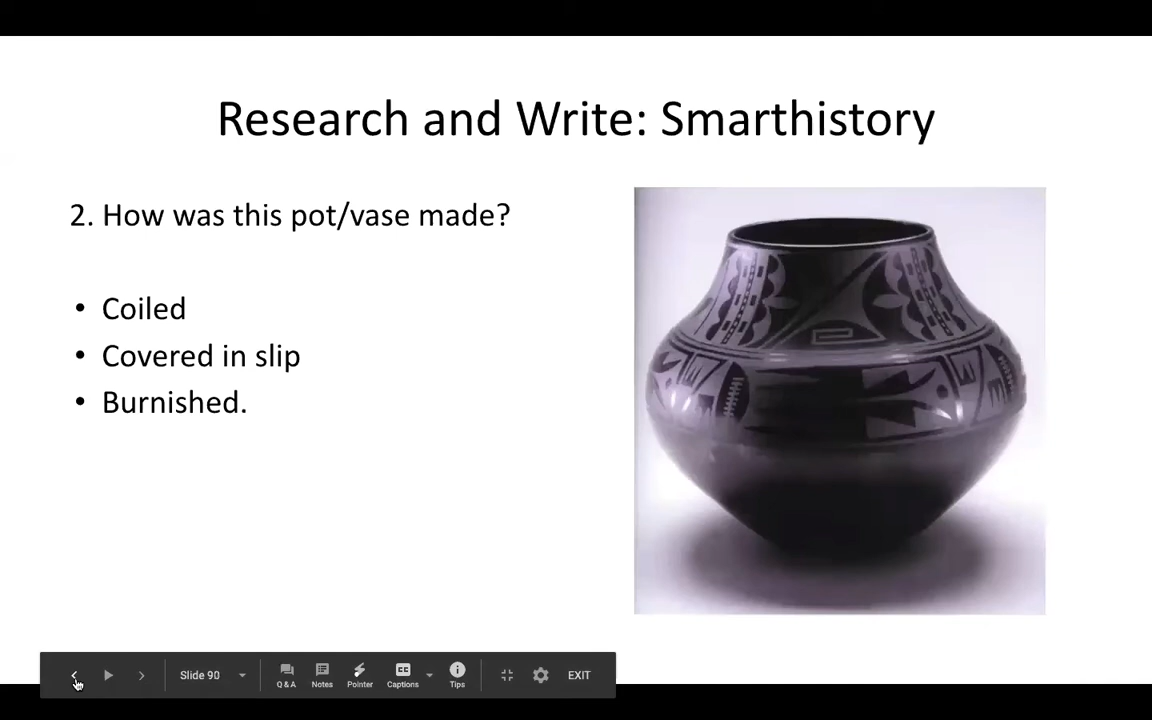 Research and Write: Smarthistory
2. How was this pot/vase made?
• Coiled
• Covered in slip
• Burnished.
Slide 90
Q & A
Notes
Pointer
CC
Captions
Tips
EXIT